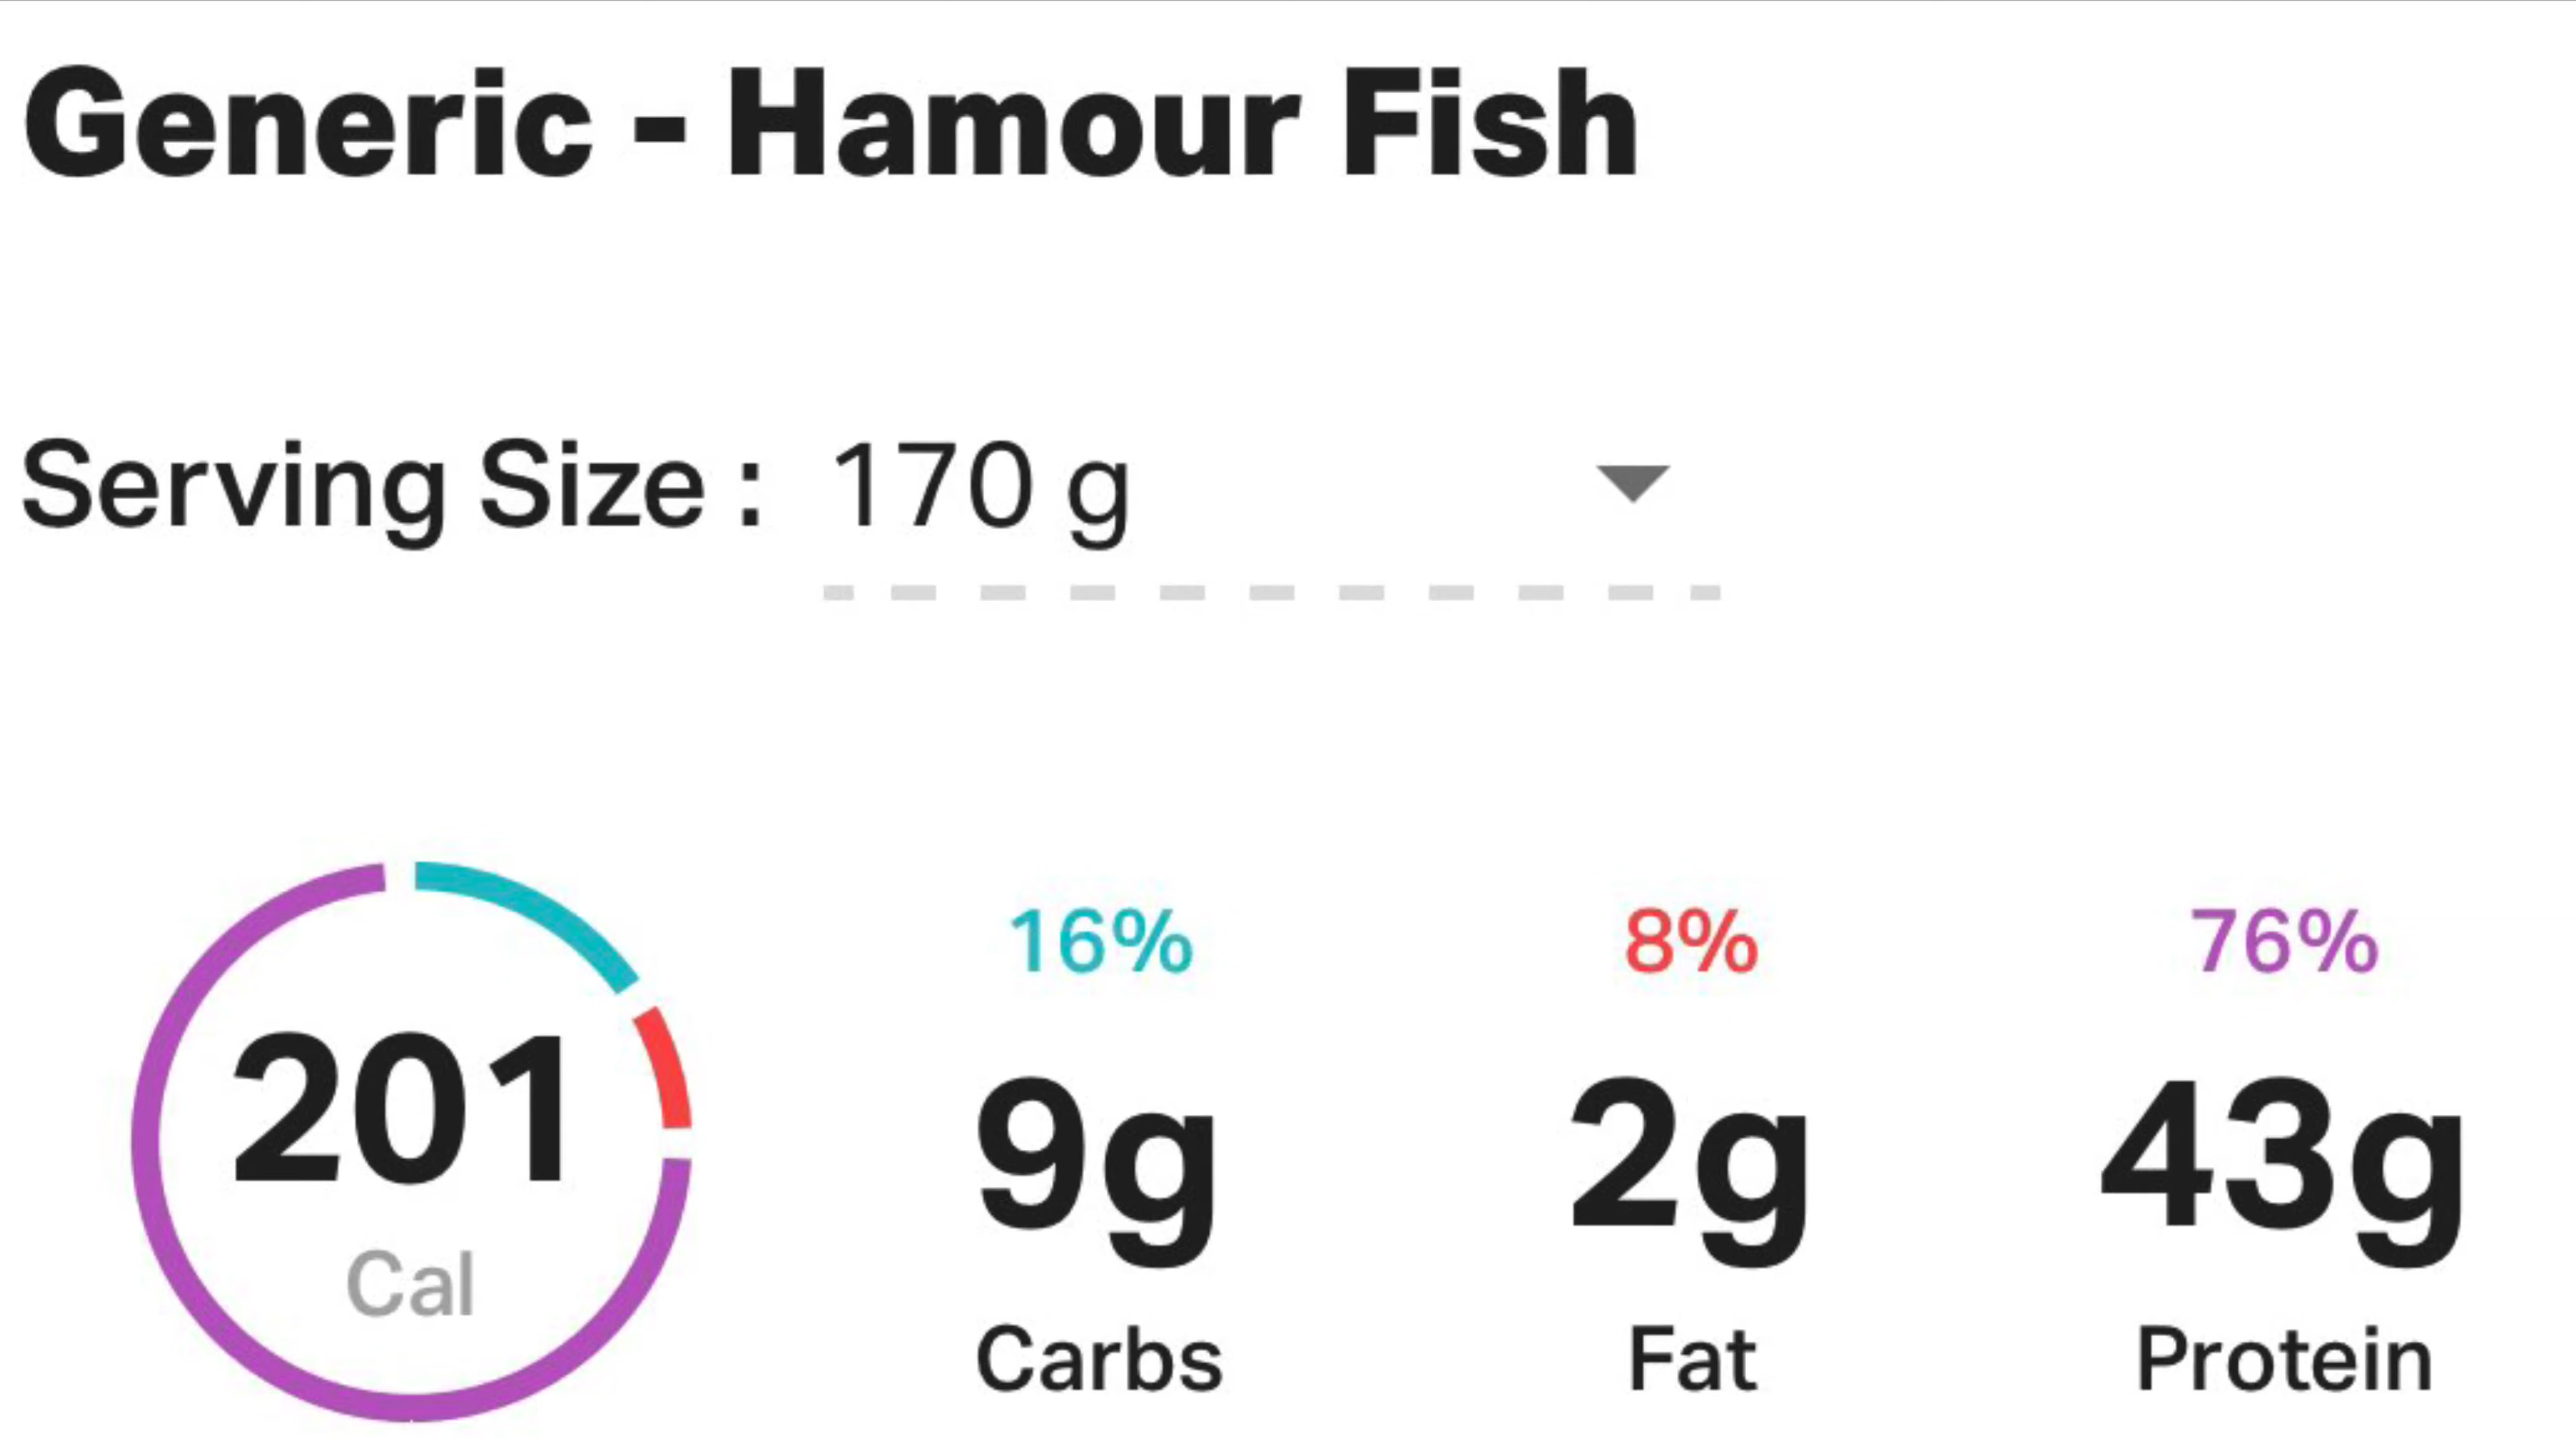 Generic - Hamour Fish
Serving Size : 170 g
201
Cal
16%
9g
Carbs
8%
2g
Fat
76%
43g
Protein